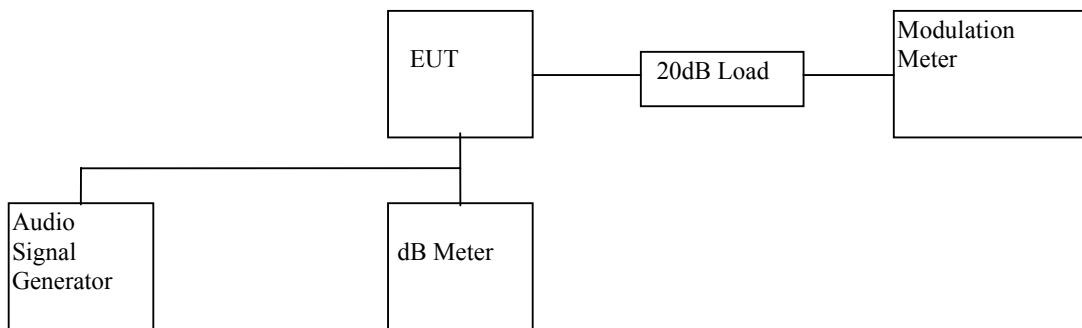 EUT
20dB Load
Modulation
Meter
Audio
Signal
Generator
dB Meter